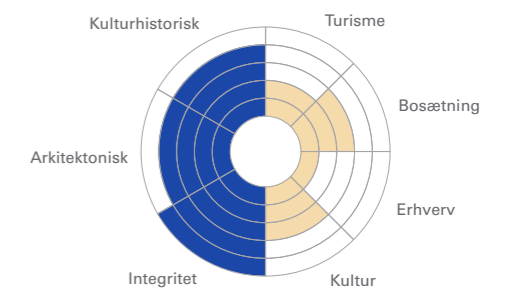 Kulturhistorisk
Turisme
Bosætning
Arkitektonisk
Erhverv
Integritet
Kultur